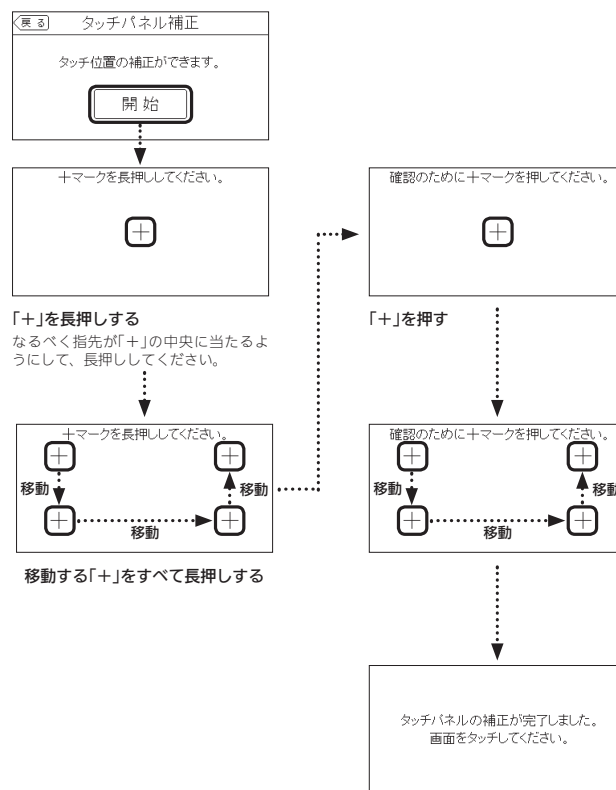 戻る
タッチパネル補正
タッチ位置の補正ができます。
開始
＋マークを長押ししてください。
「＋」を長押しする
なるべく指先が「＋」の中央に当たるよ
うにして、長押ししてください。
＋マークを長押ししてください。
移動
移動
移動
移動する「＋」をすべて長押しする
確認のために＋マークを押してください。
「＋」を押す
確認のために＋マークを押してください。
移動
移動
移動
タッチパネルの補正が完了しました。
画面をタッチしてください。